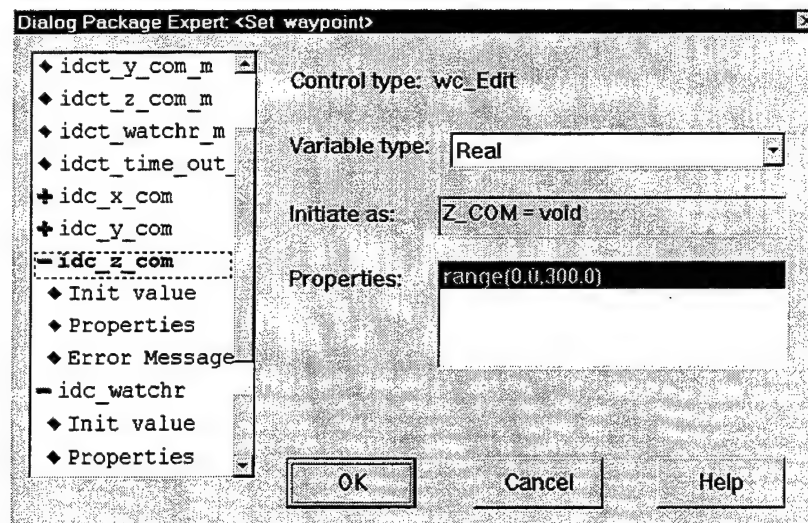 Dialog Package Expert: <Set waypoint>
idct_y_com_m
idct_z_com_m
idct_watchr_m
idct_time_out_
idc_x_com
idc_y_com
idc_z_com
Init value
Properties
Error Message
idc_watchr
Init value
Properties
Control type: wc_Edit
Variable type: Real
Initiate as: Z_COM = void
Properties: range(0.0,300.0)
OK Cancel Help